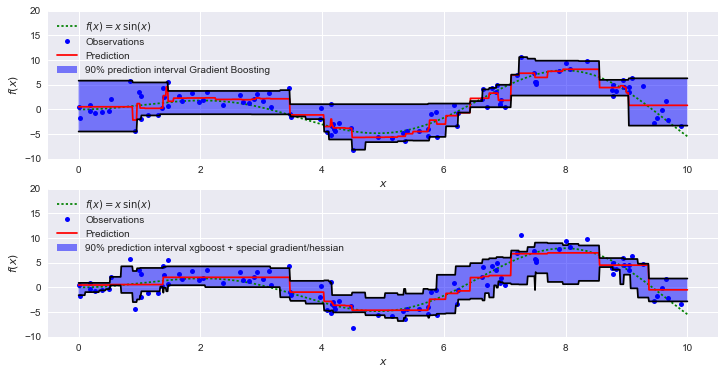 20
15
10
5
0
−5
−10
f(x)
f(x) = x sin(x)
Observations
Prediction
90% prediction interval Gradient Boosting
0
2
4
6
8
10
x
20
15
10
5
0
−5
−10
f(x)
f(x) = x sin(x)
Observations
Prediction
90% prediction interval xgboost + special gradient/hessian
0
2
4
6
8
10
x